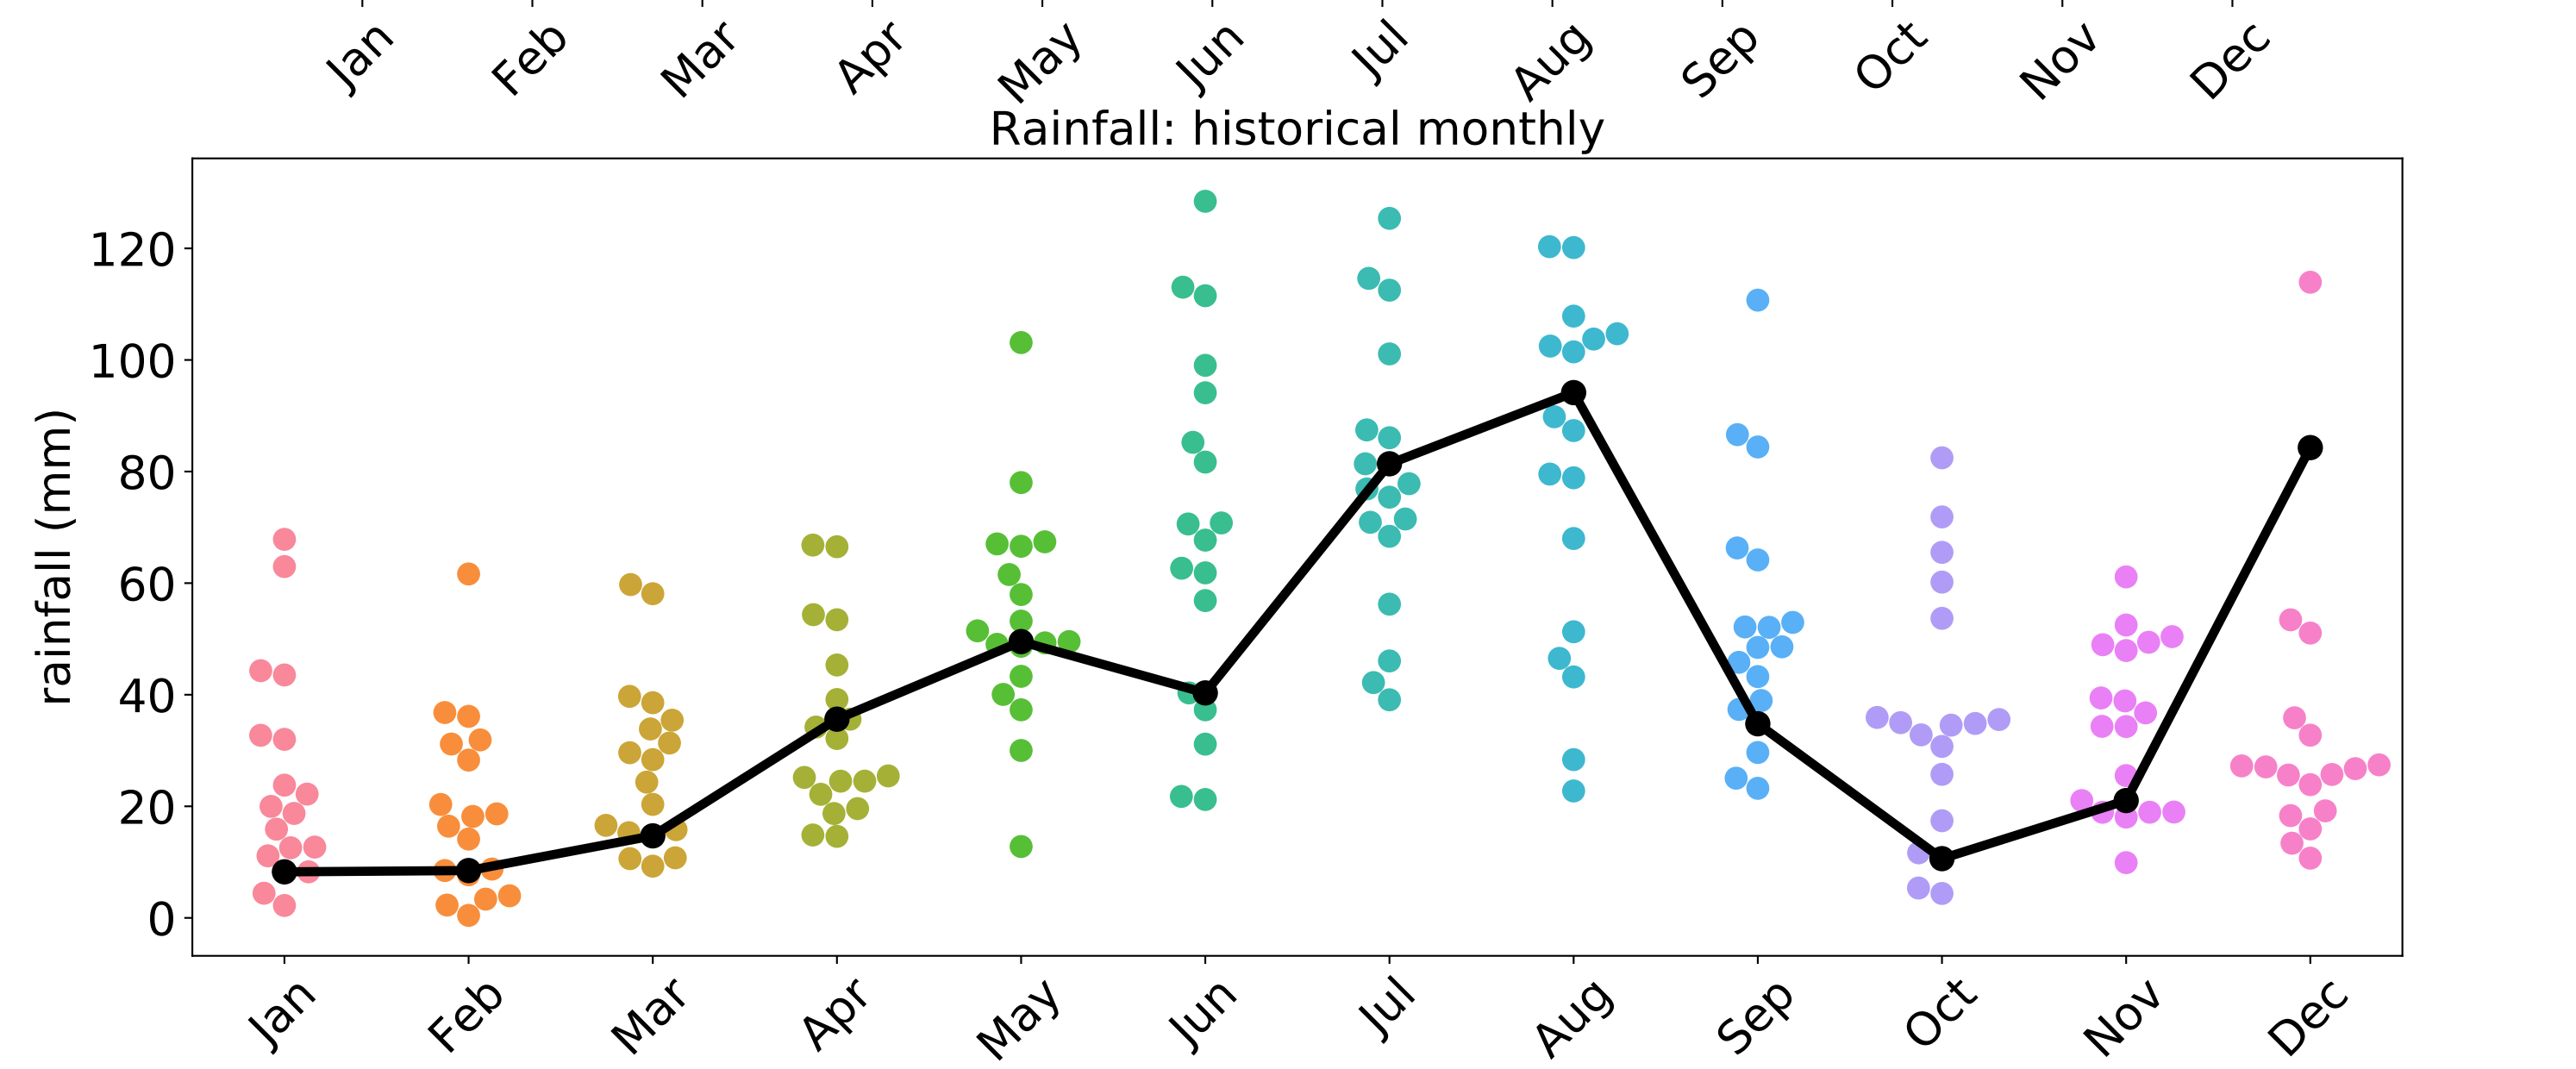 Jan Feb Mar Apr May Jun Jul Aug Sep Oct Nov Dec
Rainfall: historical monthly
rainfall (mm)
120
100
80
60
40
20
0
Jan Feb Mar Apr May Jun Jul Aug Sep Oct Nov Dec